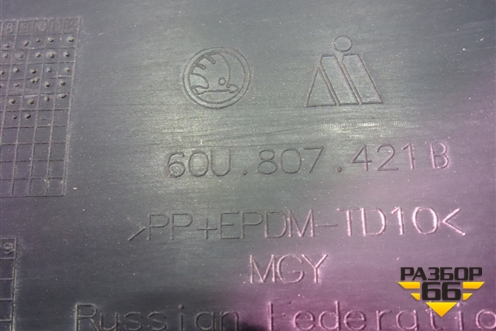 60U.807.421B
>PP+EPDM-TD10<
MGY
Russian Federatio
РАЗБОР
66